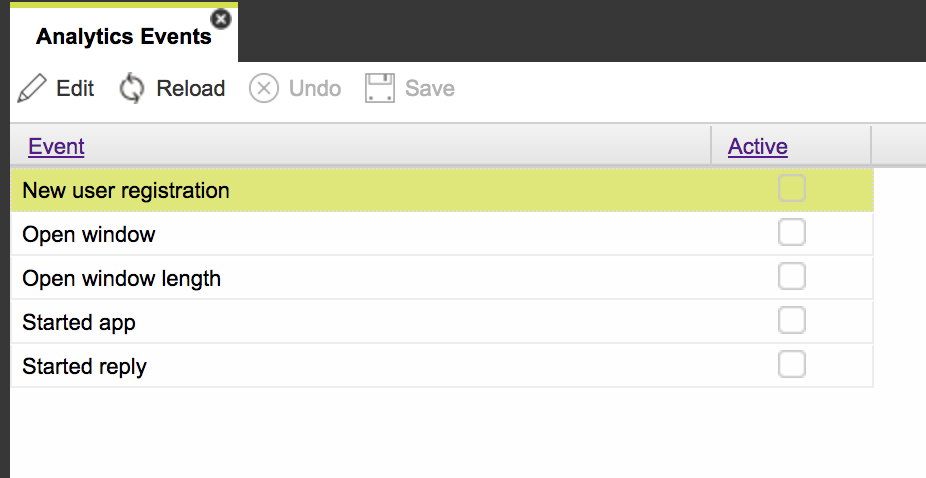 Analytics Events
Edit Reload Undo Save
Event Active
New user registration
Open window
Open window length
Started app
Started reply